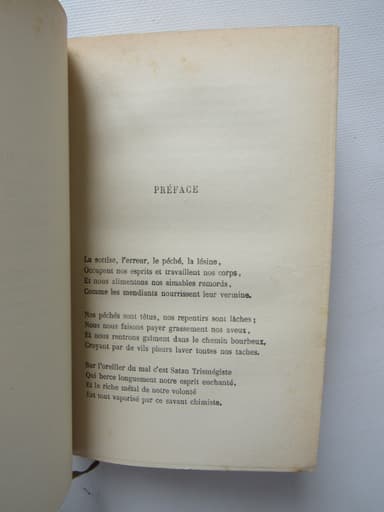 PRÉFACE
La sottise, l'erreur, le péché, la lésine,
Occupent nos esprits et travaillent nos corps,
Et nous alimentons nos aimables remords,
Comme les mendiants nourrissent leur vermine.
Nos péchés sont têtus, nos repentirs sont lâches;
Nous nous faisons payer grassement nos aveux,
Et nous rentrons gaîment dans le chemin bourbeux,
Croyant par de vils pleurs laver toutes nos taches.
Sur l'oreiller du mal c'est Satan Trismégiste
Qui berce longuement notre esprit enchanté,
Et le riche métal de notre volonté
Est tout vaporisé par ce savant chimiste.